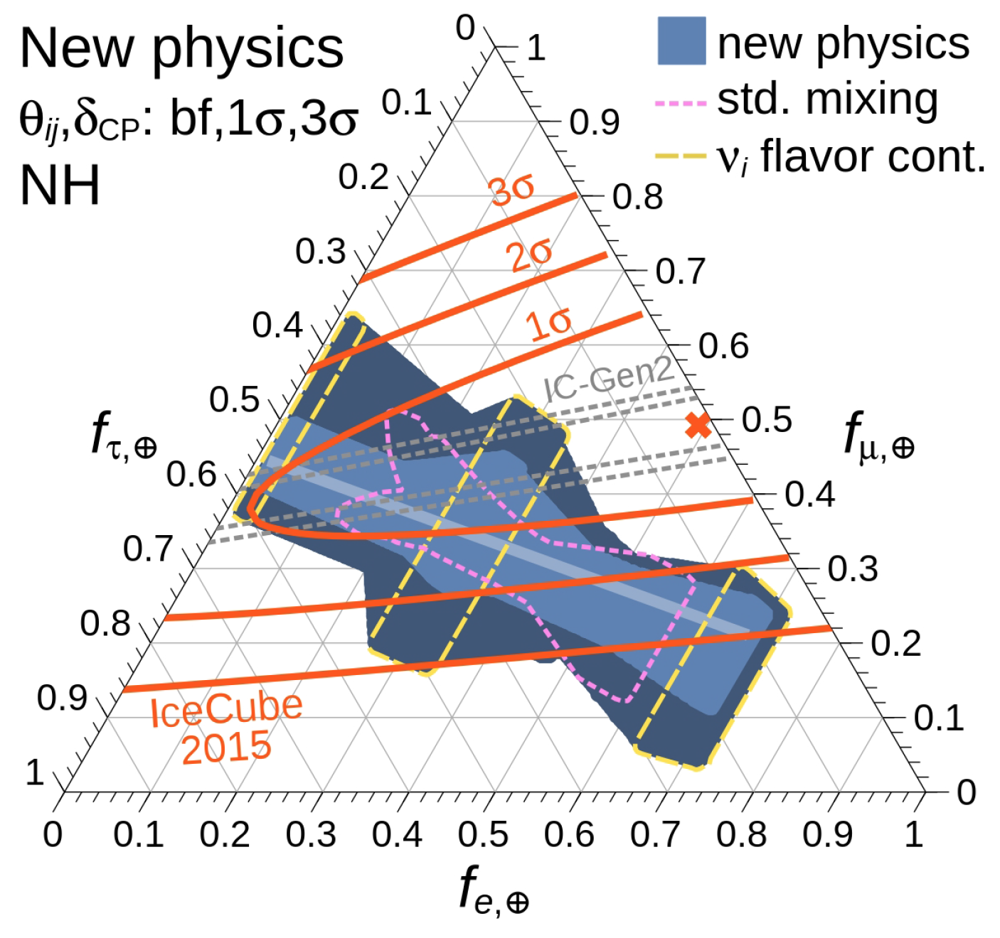 New physics
θij,δCP: bf,1σ,3σ
NH
new physics
std. mixing
νi flavor cont.
0
0.1
0.2
0.3
0.4
0.5
0.6
0.7
0.8
0.9
1
fτ,⊕
1
0.9
0.8
0.7
0.6
0.5
0.4
0.3
0.2
0.1
0
fμ,⊕
3σ
2σ
1σ
IC-Gen2
IceCube
2015
0 0.1 0.2 0.3 0.4 0.5 0.6 0.7 0.8 0.9 1
fe,⊕